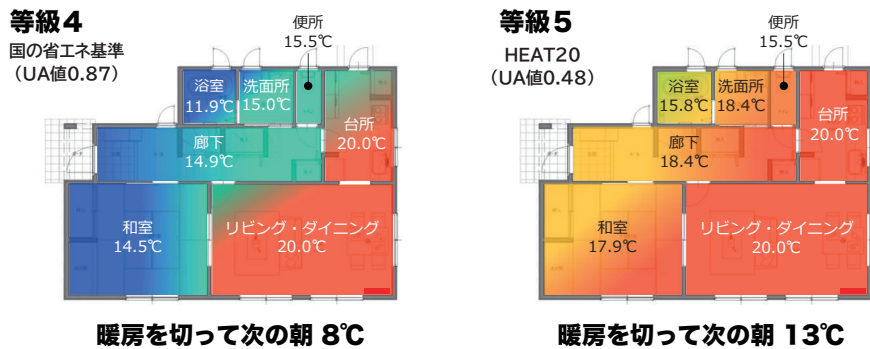 等級4
国の省エネ基準
（UA値0.87）
便所
15.5℃
浴室
11.9℃
洗面所
15.0℃
台所
20.0℃
廊下
14.9℃
和室
14.5℃
リビング・ダイニング
20.0℃
暖房を切って次の朝 8℃
等級5
HEAT20
（UA値0.48）
便所
15.5℃
浴室
15.8℃
洗面所
18.4℃
台所
20.0℃
廊下
18.4℃
和室
17.9℃
リビング・ダイニング
20.0℃
暖房を切って次の朝 13℃